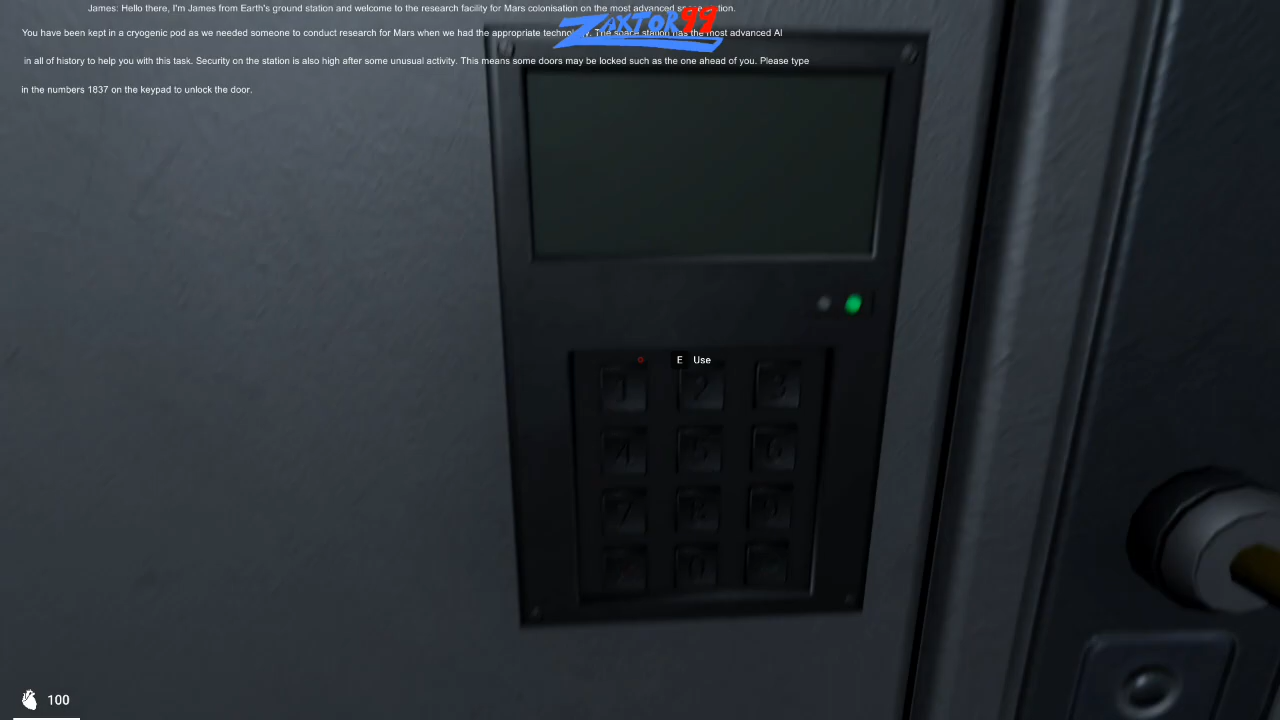 James: Hello there, I'm James from Earth's ground station and welcome to the research facility for Mars colonisation on the most advanced space station.
ZAXTOR99
You have been kept in a cryogenic pod as we needed someone to conduct research for Mars when we had the appropriate technology. The space station has the most advanced AI
in all of history to help you with this task. Security on the station is also high after some unusual activity. This means some doors may be locked such as the one ahead of you. Please type
in the numbers 1837 on the keypad to unlock the door.
E Use
1 2 3
4 5 6
7 8 9
0
100